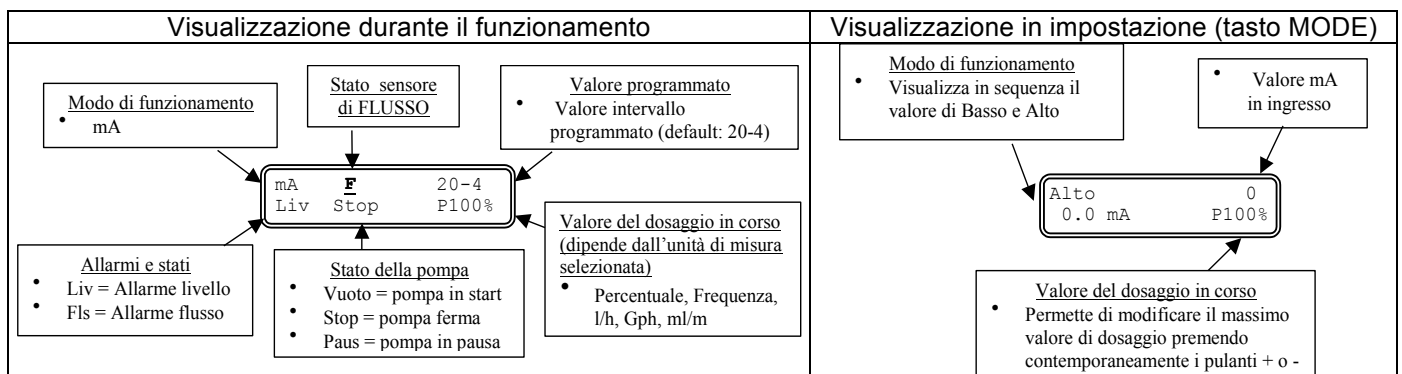 Visualizzazione durante il funzionamento
Modo di funzionamento
• mA
Stato sensore
di FLUSSO
Valore programmato
• Valore intervallo
programmato (default: 20-4)
mA F 20-4
Liv Stop P100%
Allarmi e stati
• Liv = Allarme livello
• Fls = Allarme flusso
Stato della pompa
• Vuoto = pompa in start
• Stop = pompa ferma
• Paus = pompa in pausa
Valore del dosaggio in corso
(dipende dall'unità di misura
selezionata)
• Percentuale, Frequenza,
l/h, Gph, ml/m
Visualizzazione in impostazione (tasto MODE)
Modo di funzionamento
• Visualizza in sequenza il
valore di Basso e Alto
• Valore mA
in ingresso
Alto 0
0.0 mA P100%
Valore del dosaggio in corso
• Permette di modificare il massimo
valore di dosaggio premendo
contemporaneamente i pulanti + o -